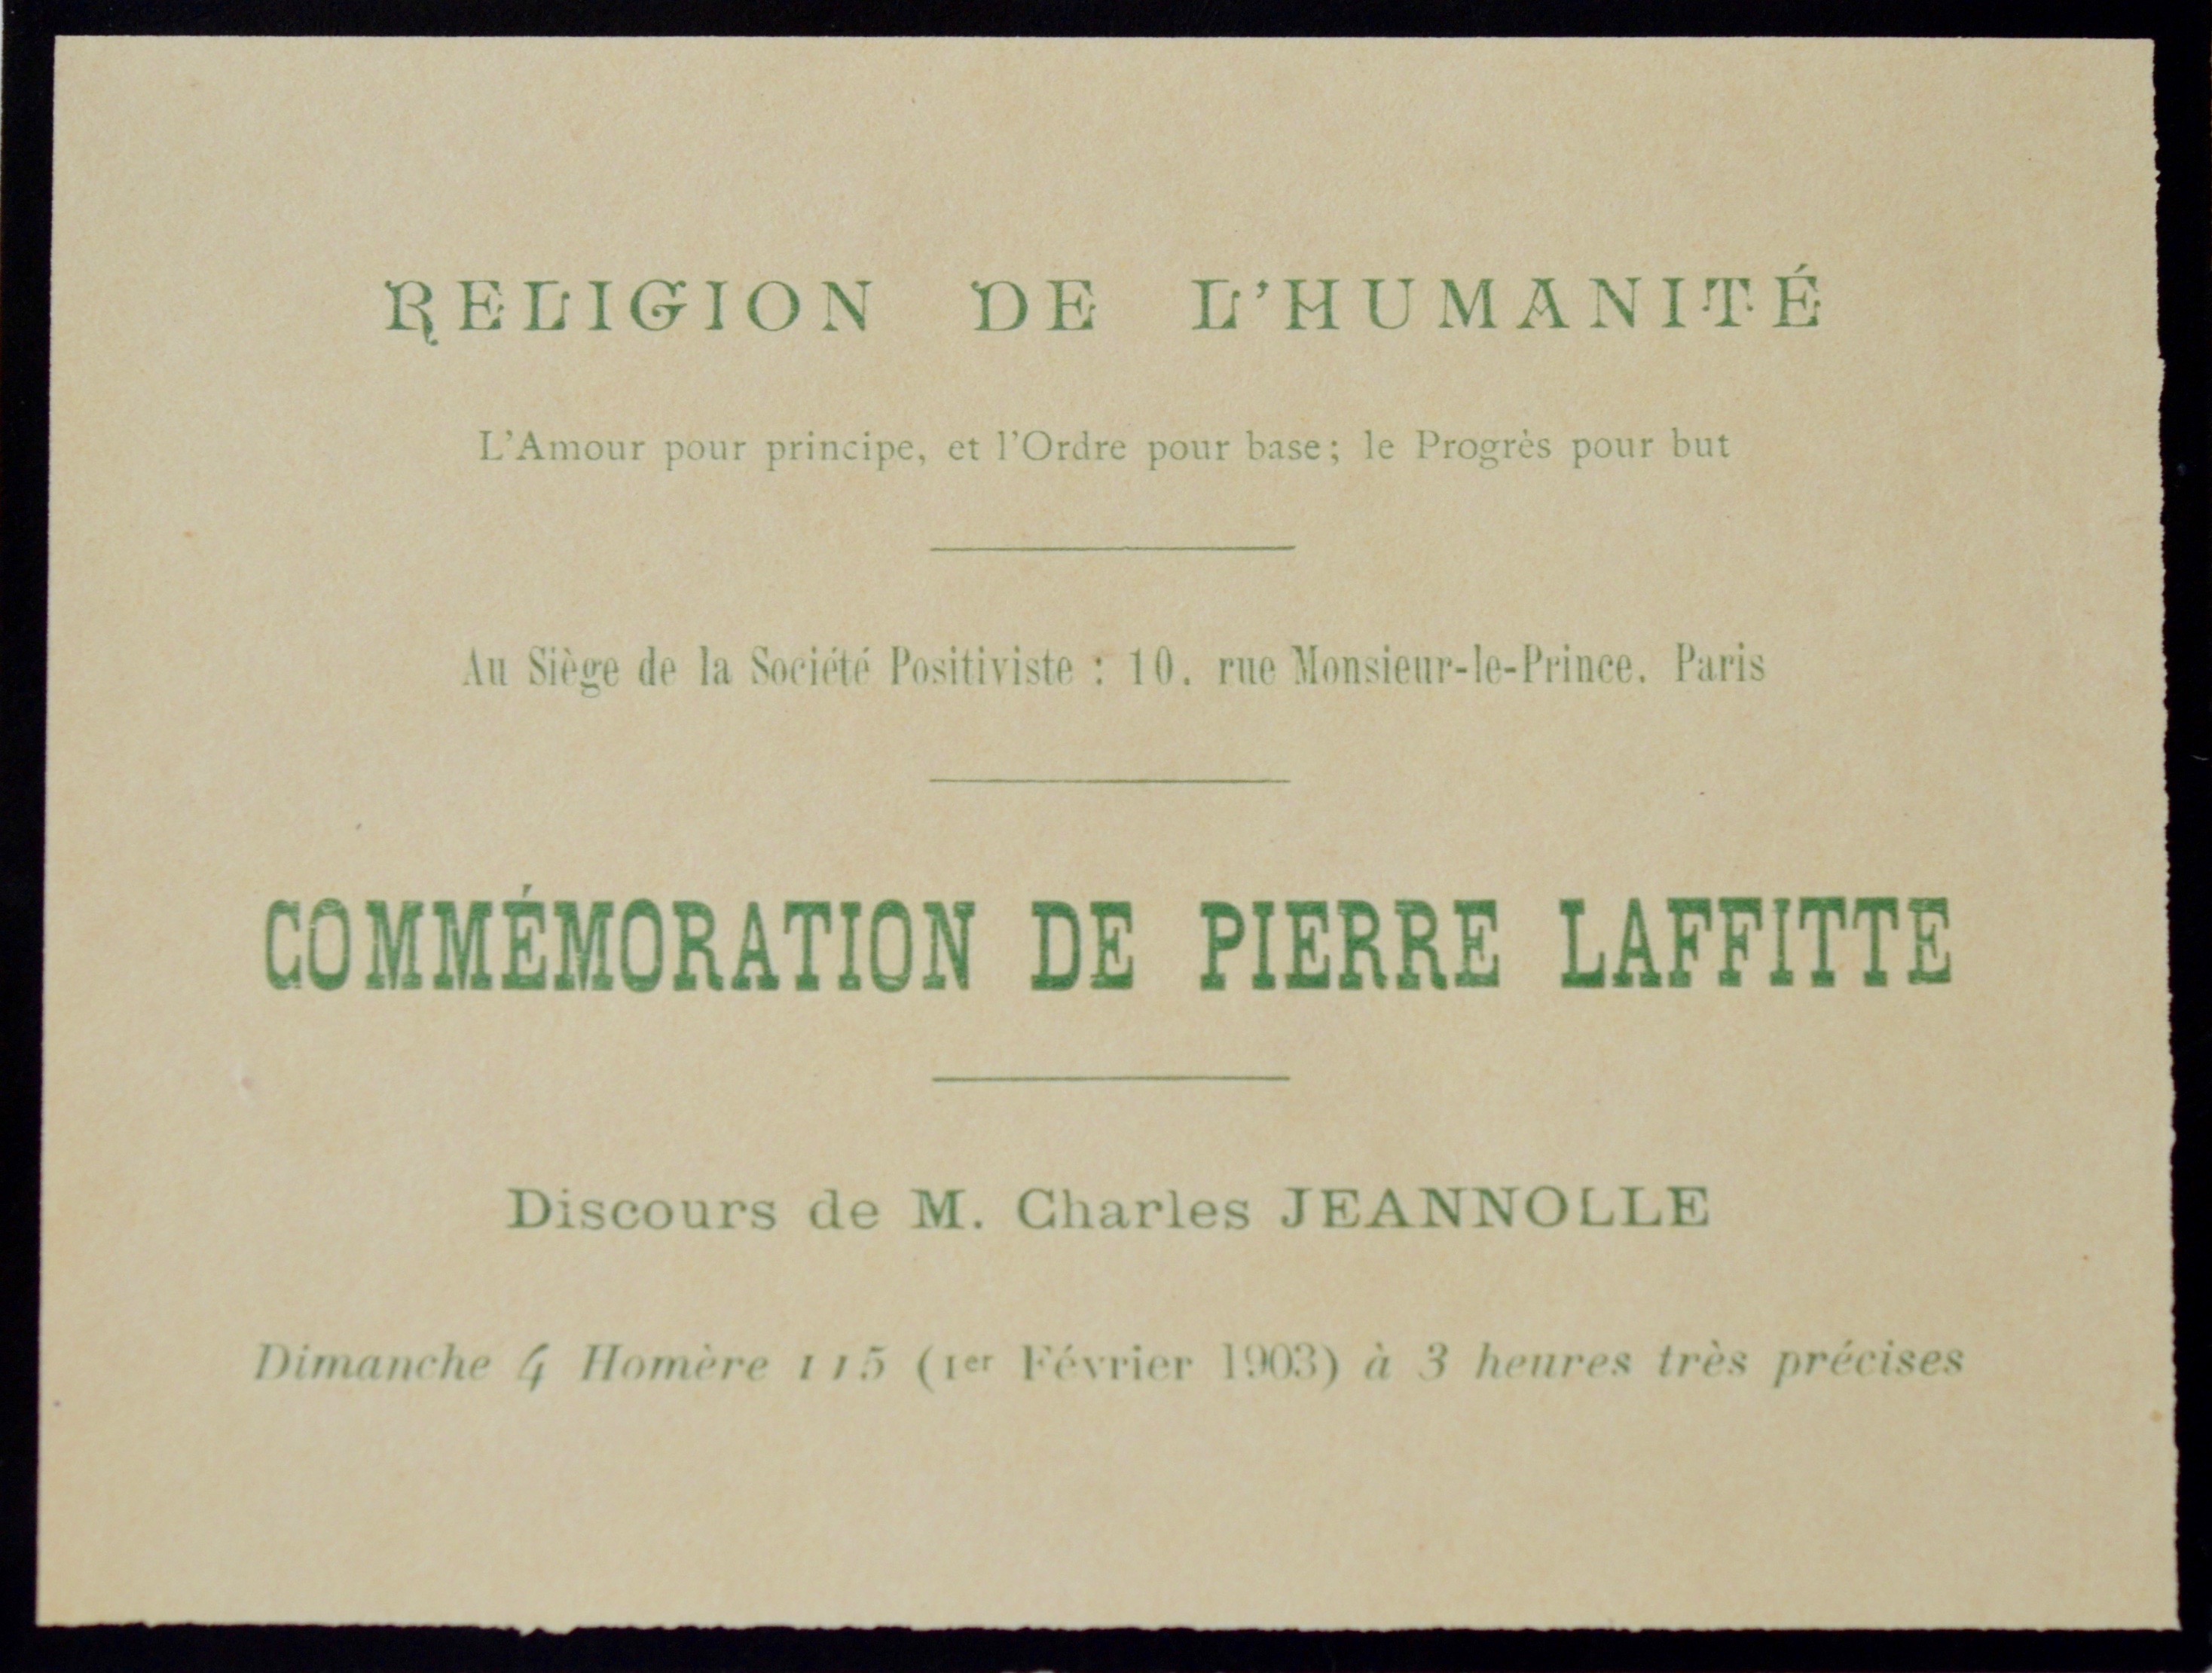 RELIGION DE L'HUMANITÉ
L'Amour pour principe, et l'Ordre pour base; le Progrès pour but
Au Siège de la Société Positiviste : 10, rue Monsieur-le-Prince, Paris
COMMÉMORATION DE PIERRE LAFFITTE
Discours de M. Charles JEANNOLLE
Dimanche 4 Homère 115 (1er Février 1903) à 3 heures très précises